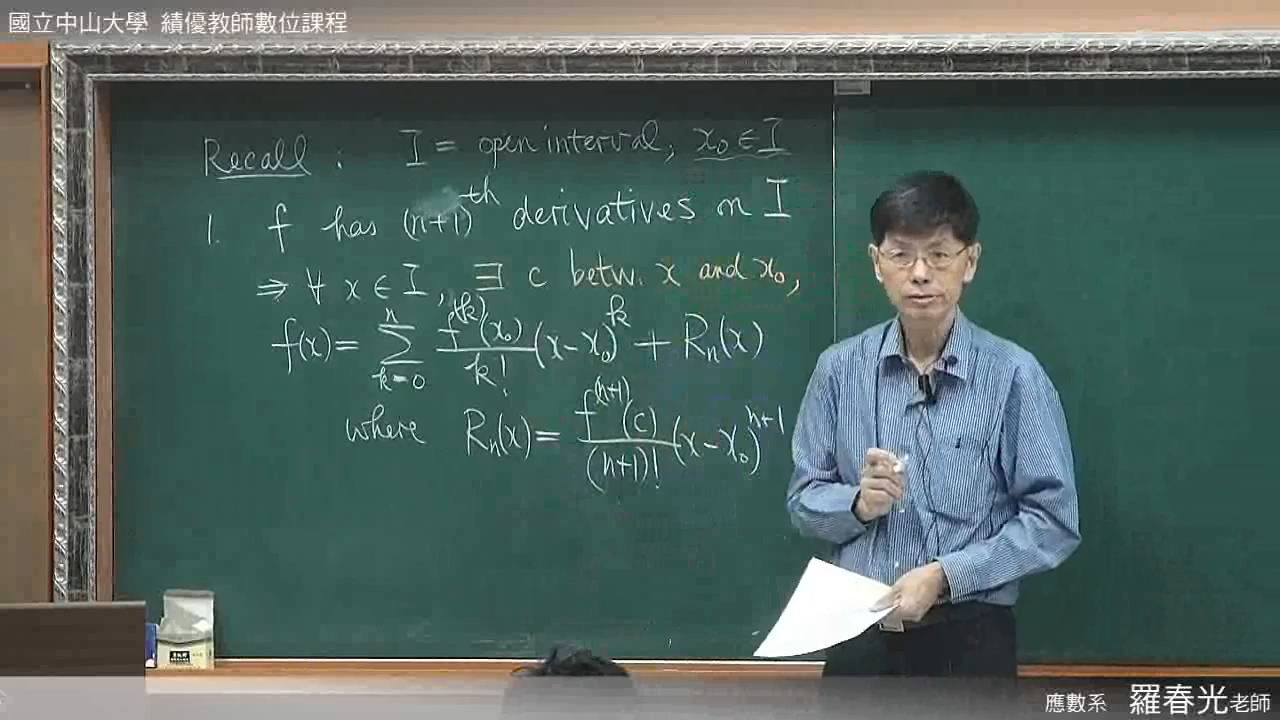 國立中山大學 績優教師數位課程
Recall : I = open interval, x₀ ∈ I
1. f has (n+1)ᵗʰ derivatives on I
⇒ ∀ x ∈ I, ∃ c betw. x and x₀,
f(x) = ∑ₖ₌₀ⁿ f⁽ᵏ⁾(x₀)/k! (x-x₀)ᵏ + Rₙ(x)
where Rₙ(x) = f⁽ⁿ⁺¹⁾(c)/(n+1)! (x-x₀)ⁿ⁺¹
應數系 羅春光老師